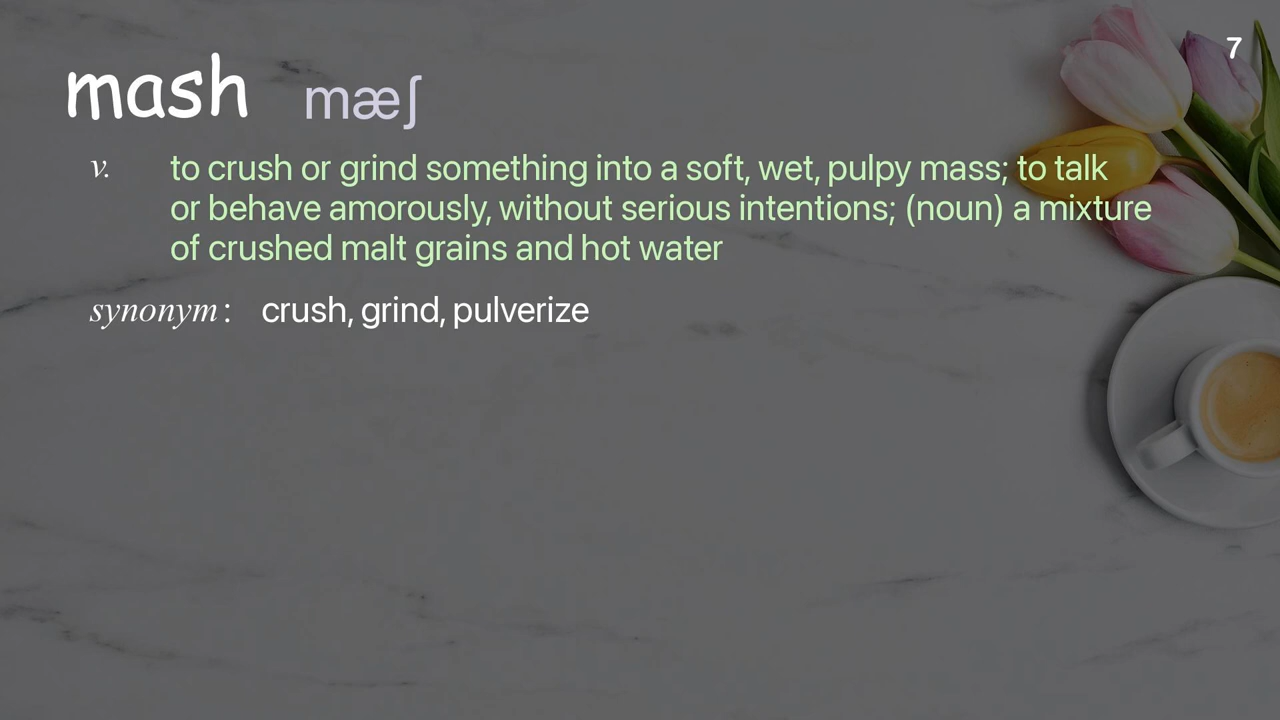 7
mash mæʃ
v. to crush or grind something into a soft, wet, pulpy mass; to talk
or behave amorously, without serious intentions; (noun) a mixture
of crushed malt grains and hot water
synonym: crush, grind, pulverize